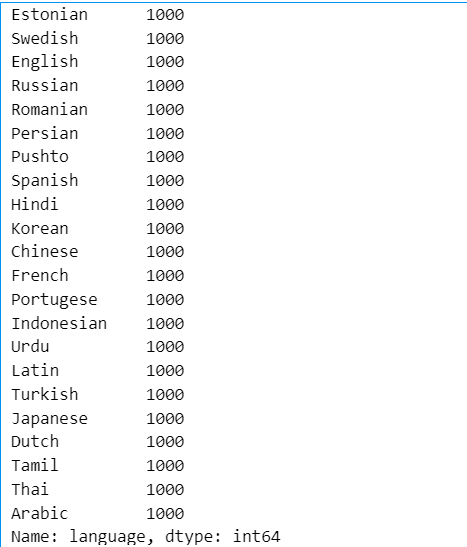 Estonian 1000
Swedish 1000
English 1000
Russian 1000
Romanian 1000
Persian 1000
Pushto 1000
Spanish 1000
Hindi 1000
Korean 1000
Chinese 1000
French 1000
Portugese 1000
Indonesian 1000
Urdu 1000
Latin 1000
Turkish 1000
Japanese 1000
Dutch 1000
Tamil 1000
Thai 1000
Arabic 1000
Name: language, dtype: int64